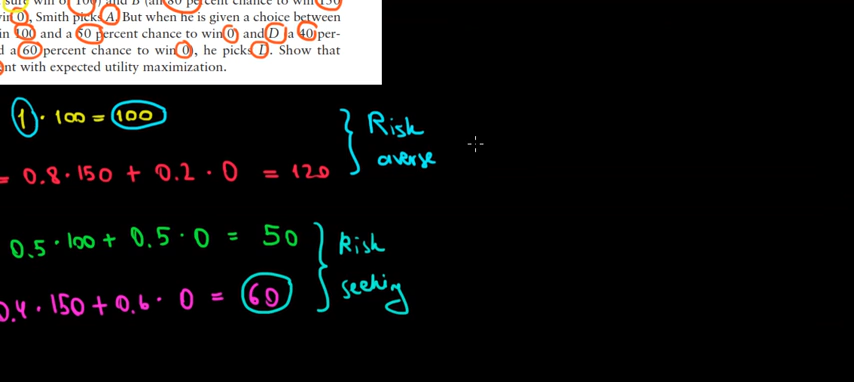 sure win of 100) and B (an 80 percent chance to win 150
in 0), Smith picks A. But when he is given a choice between
in 100 and a 50 percent chance to win 0) and D (a 40 per-
d a 60 percent chance to win 0), he picks D. Show that
nt with expected utility maximization.
1 · 100 = 100
Risk
averse
= 0.8 · 150 + 0.2 · 0 = 120
0.5 · 100 + 0.5 · 0 = 50
Risk
seeking
0.4 · 150 + 0.6 · 0 = 60